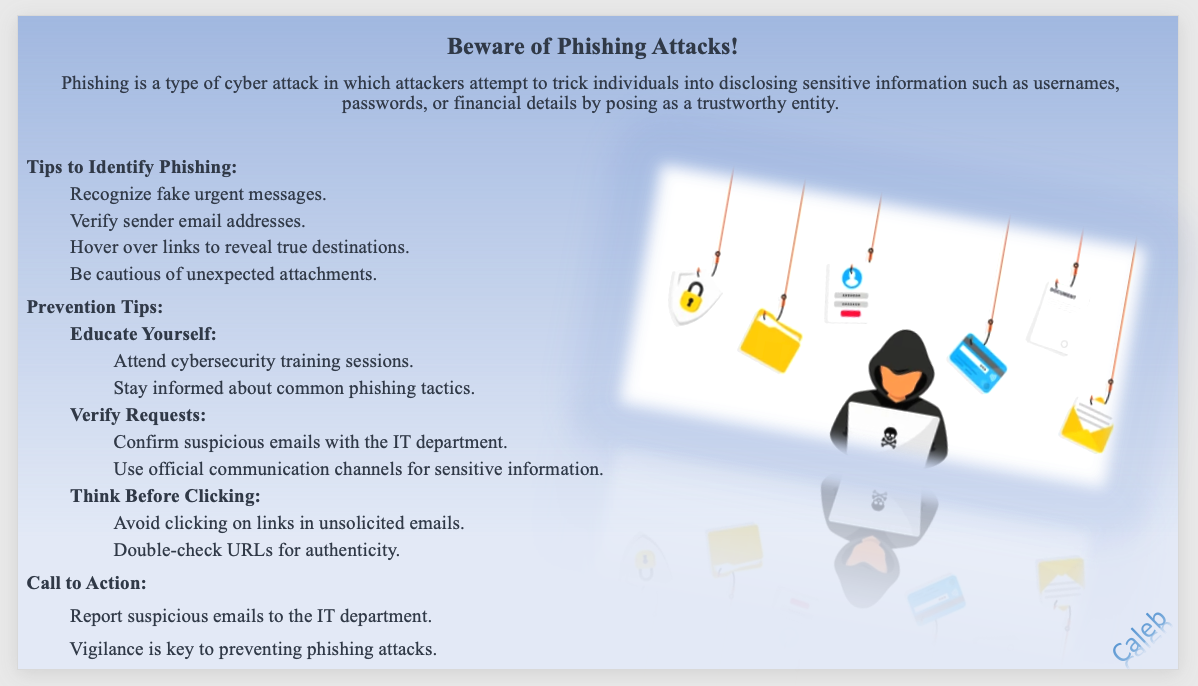 Beware of Phishing Attacks!
Phishing is a type of cyber attack in which attackers attempt to trick individuals into disclosing sensitive information such as usernames,
passwords, or financial details by posing as a trustworthy entity.
Tips to Identify Phishing:
Recognize fake urgent messages.
Verify sender email addresses.
Hover over links to reveal true destinations.
Be cautious of unexpected attachments.
Prevention Tips:
Educate Yourself:
Attend cybersecurity training sessions.
Stay informed about common phishing tactics.
Verify Requests:
Confirm suspicious emails with the IT department.
Use official communication channels for sensitive information.
Think Before Clicking:
Avoid clicking on links in unsolicited emails.
Double-check URLs for authenticity.
Call to Action:
Report suspicious emails to the IT department.
Vigilance is key to preventing phishing attacks.
DOCUMENT
Caleb